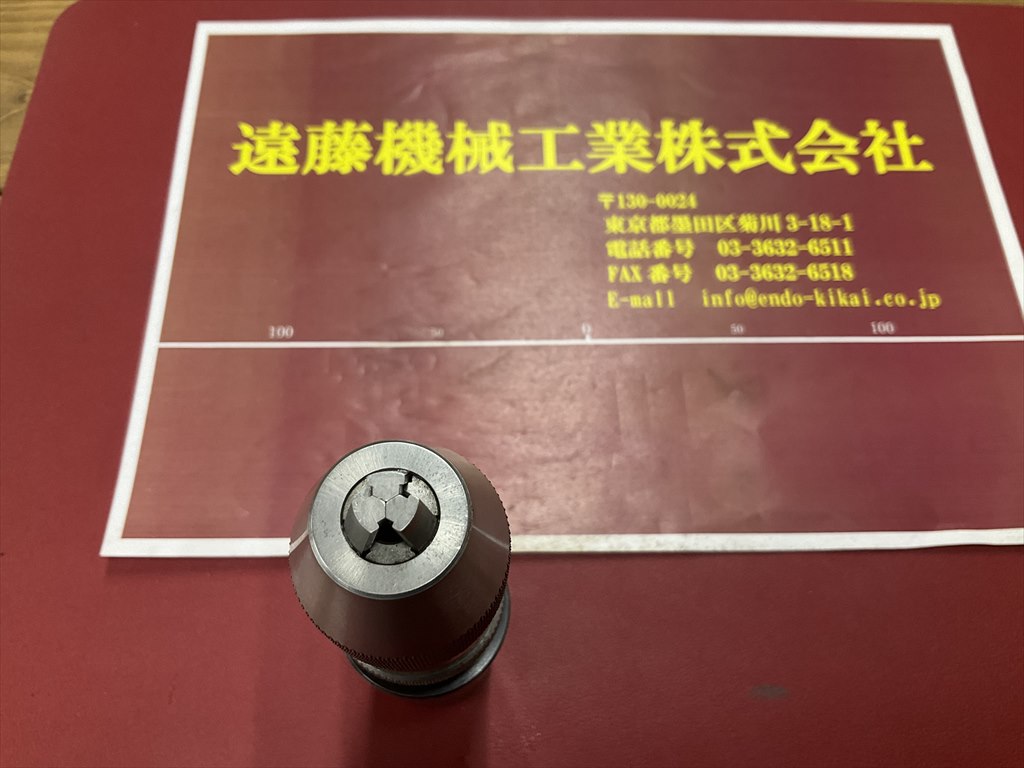 遠藤機械工業株式会社
〒130-0024
東京都墨田区菊川 3-18-1
電話番号 03-3632-6511
FAX 番号 03-3632-6518
E-mail info@endo-kikai.co.jp
100 50 0 50 100